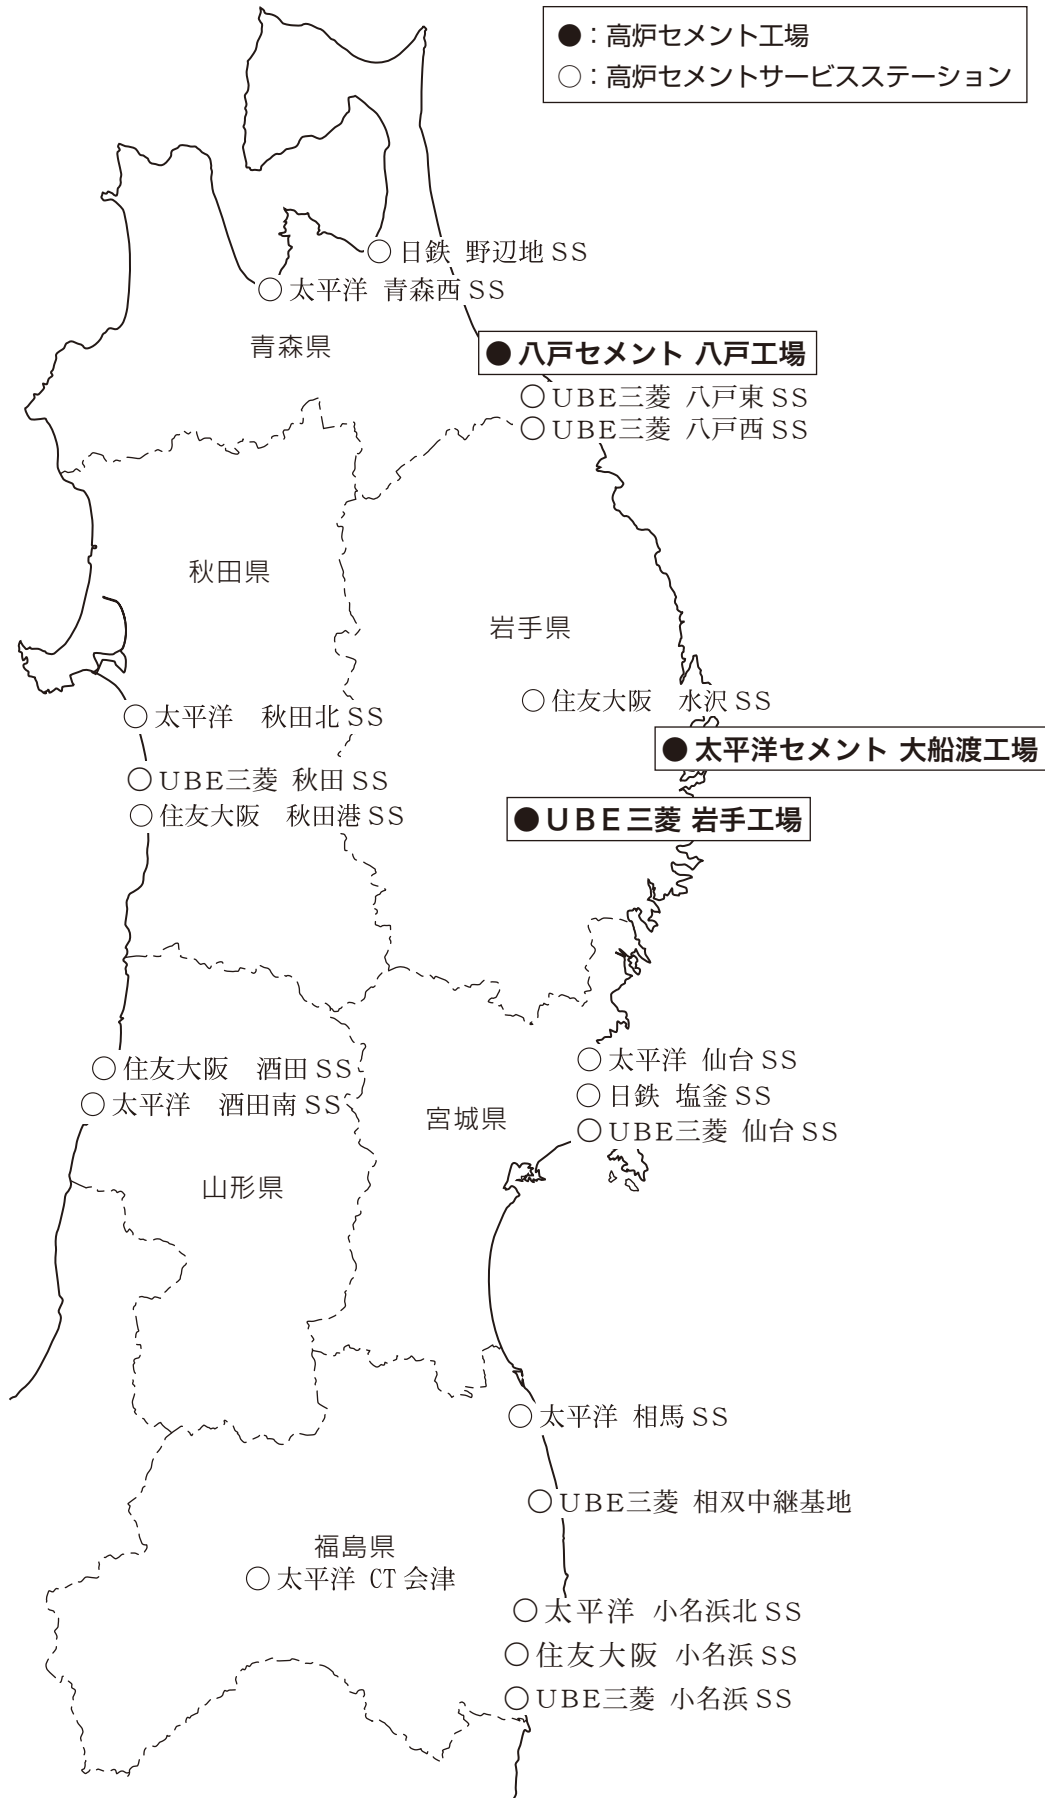 ●：高炉セメント工場
○：高炉セメントサービスステーション
○日鉄 野辺地SS
○太平洋 青森西SS
青森県
●八戸セメント 八戸工場
○UBE三菱 八戸東SS
○UBE三菱 八戸西SS
秋田県
岩手県
○住友大阪　水沢SS
○太平洋　秋田北SS
●太平洋セメント 大船渡工場
○UBE三菱 秋田SS
○住友大阪　秋田港SS
●UBE三菱 岩手工場
○太平洋 仙台SS
○住友大阪　酒田SS
○日鉄 塩釜SS
○太平洋　酒田南SS
宮城県
○UBE三菱 仙台SS
山形県
○太平洋 相馬SS
○UBE三菱 相双中継基地
福島県
○太平洋 CT会津
○太平洋 小名浜北SS
○住友大阪 小名浜SS
○UBE三菱 小名浜SS